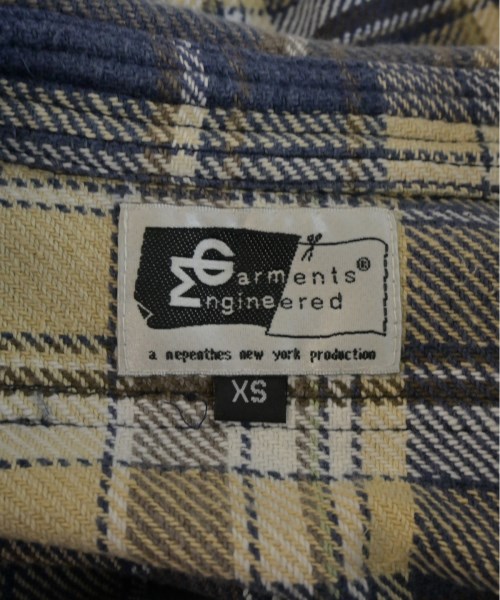 Garments®
Engineered
a nepenthes new york production
XS